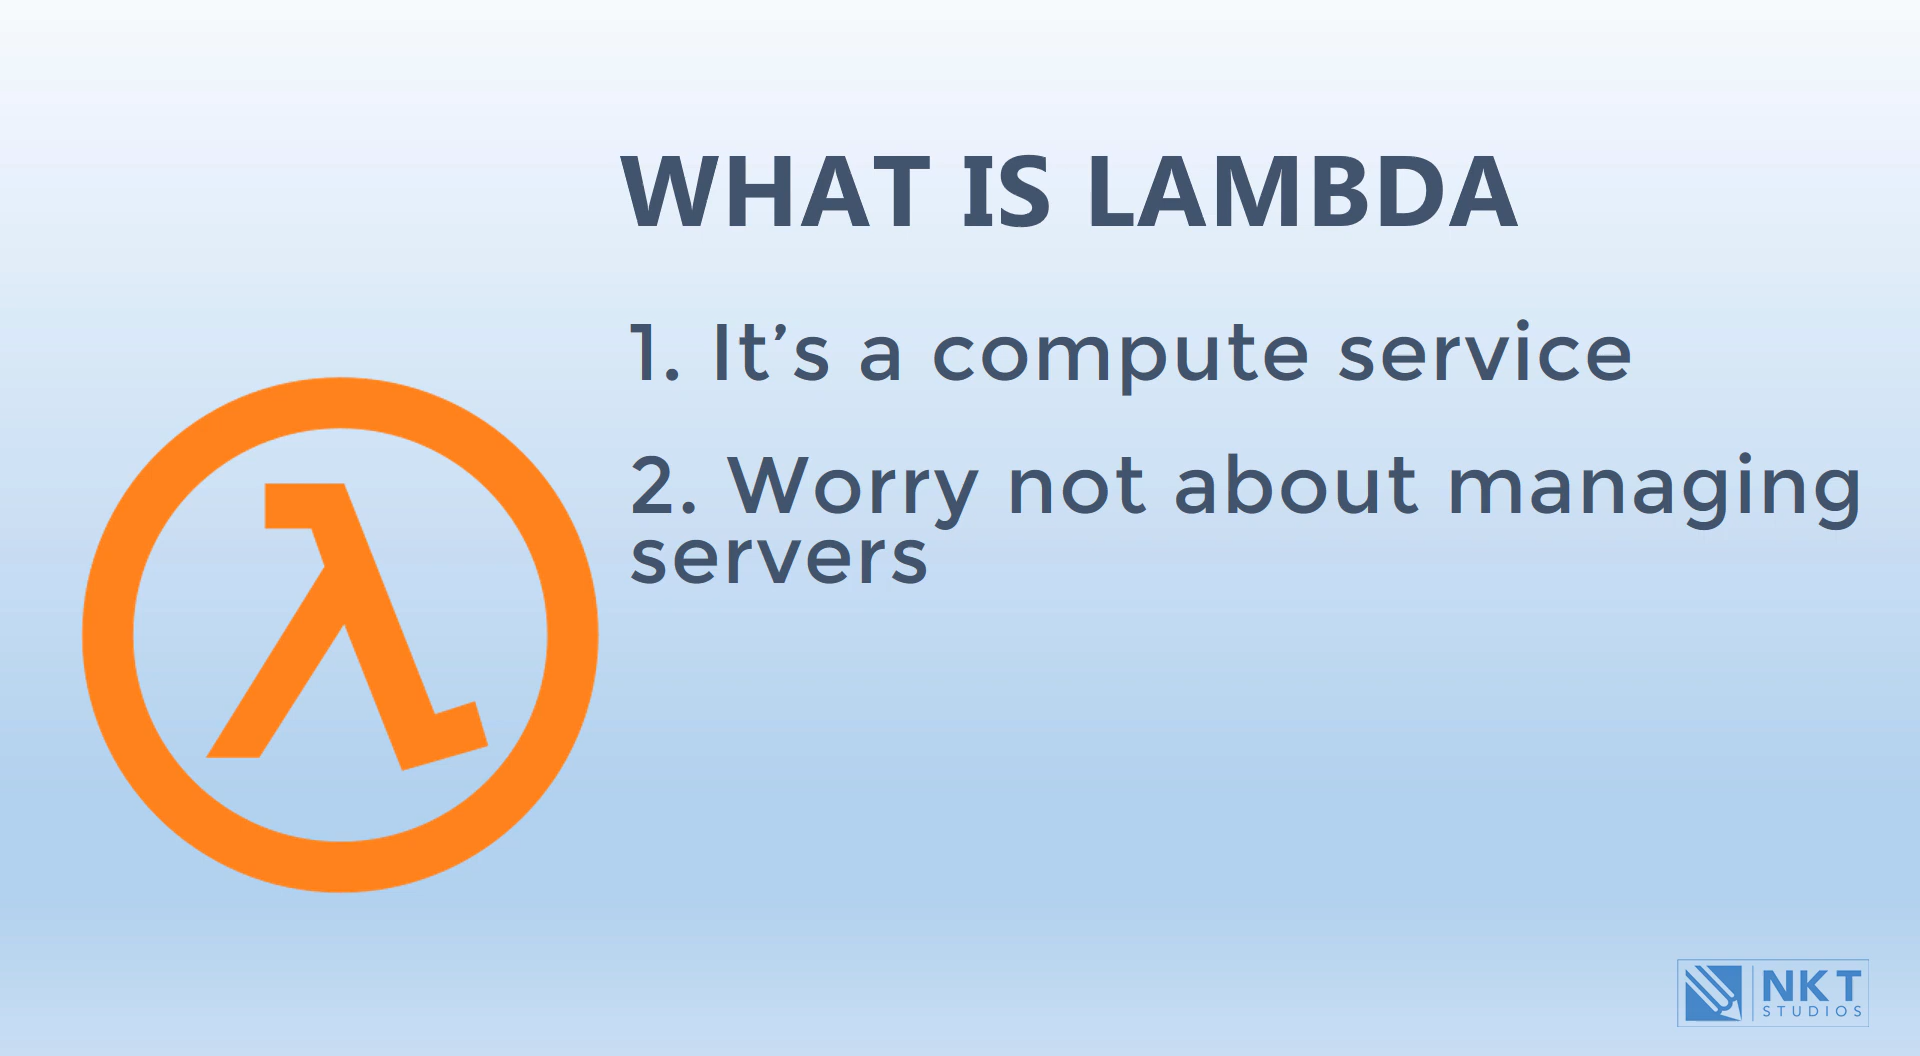 WHAT IS LAMBDA
1. It’s a compute service
2. Worry not about managing
servers
λ
NKT
STUDIOS